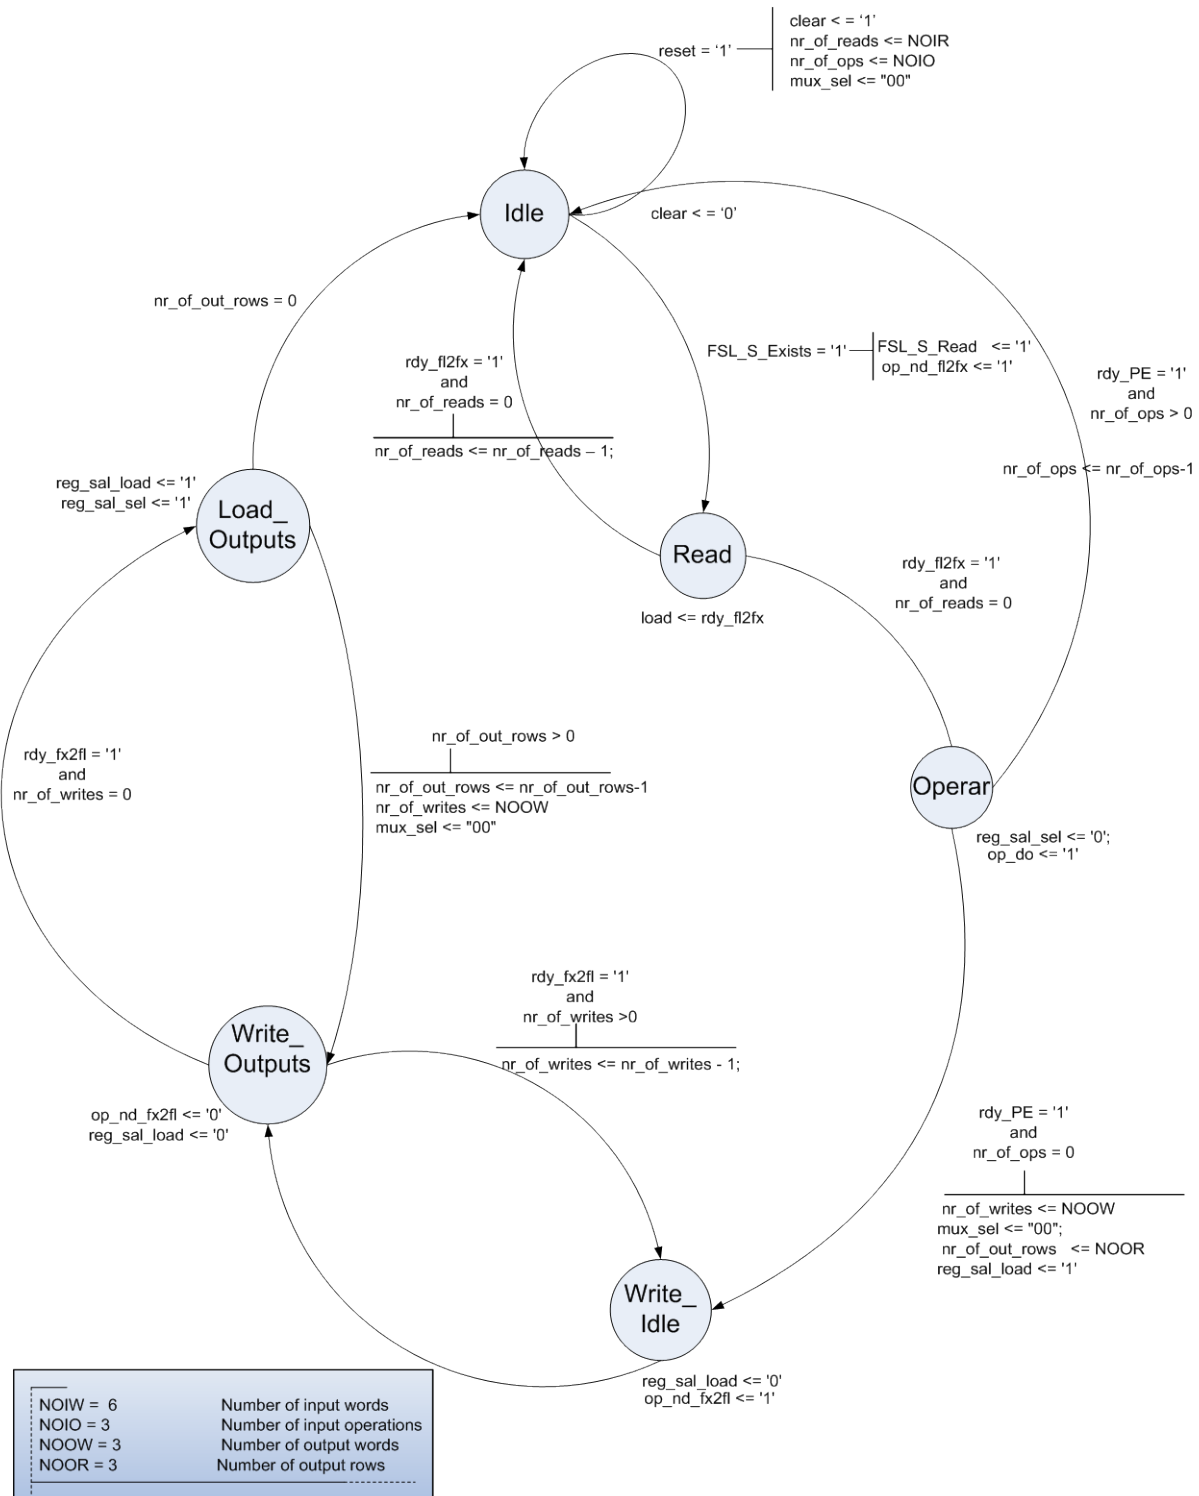 reset = ‘1’
clear < = ‘1’
nr_of_reads <= NOIR
nr_of_ops <= NOIO
mux_sel <= "00"
Idle
clear < = ‘0’
nr_of_out_rows = 0
rdy_fl2fx = '1'
and
nr_of_reads = 0
nr_of_reads <= nr_of_reads – 1;
FSL_S_Exists = '1'
FSL_S_Read <= '1'
op_nd_fl2fx <= '1'
rdy_PE = '1'
and
nr_of_ops > 0
nr_of_ops <= nr_of_ops-1
reg_sal_load <= '1'
reg_sal_sel <= '1'
Load_
Outputs
Read
load <= rdy_fl2fx
rdy_fl2fx = '1'
and
nr_of_reads = 0
rdy_fx2fl = '1'
and
nr_of_writes = 0
nr_of_out_rows > 0
nr_of_out_rows <= nr_of_out_rows-1
nr_of_writes <= NOOW
mux_sel <= "00"
Operar
reg_sal_sel <= '0';
op_do <= '1'
rdy_fx2fl = '1'
and
nr_of_writes >0
nr_of_writes <= nr_of_writes - 1;
Write_
Outputs
op_nd_fx2fl <= '0'
reg_sal_load <= '0'
rdy_PE = '1'
and
nr_of_ops = 0
nr_of_writes <= NOOW
mux_sel <= "00";
nr_of_out_rows <= NOOR
reg_sal_load <= '1'
Write_
Idle
reg_sal_load <= '0'
op_nd_fx2fl <= '1'
NOIW = 6 Number of input words
NOIO = 3 Number of input operations
NOOW = 3 Number of output words
NOOR = 3 Number of output rows